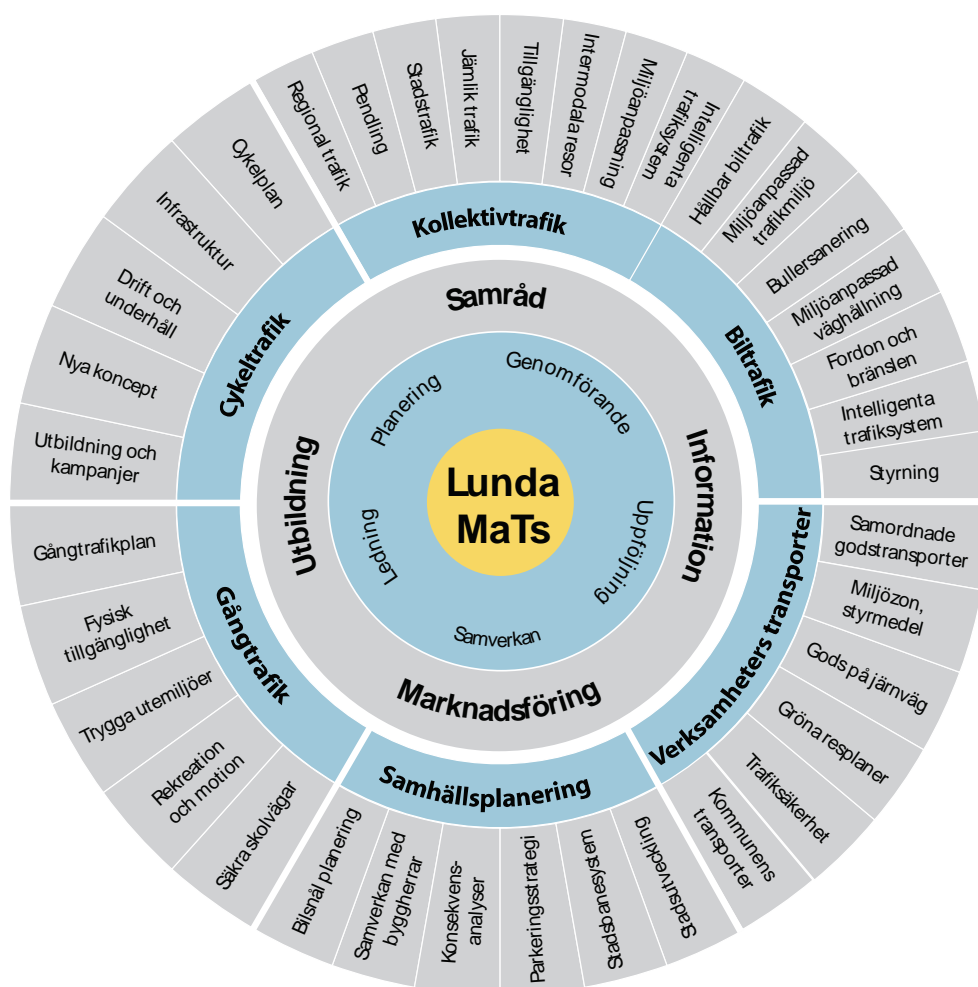 Lunda
MaTs
Planering
Genomförande
Uppföljning
Samverkan
Ledning
Samråd
Information
Marknadsföring
Utbildning
Kollektivtrafik
Regional trafik
Pendling
Stadstrafik
Jämlik trafik
Tillgänglighet
Intermodala resor
Miljöanpassning
Intelligenta
trafiksystem
Biltrafik
Hållbar biltrafik
Miljöanpassad
trafikmiljö
Bullersanering
Miljöanpassad
väghållning
Fordon och
bränslen
Intelligenta
trafiksystem
Styrning
Verksamheters transporter
Samordnade
godstransporter
Miljözon,
styrmedel
Gods på järnväg
Gröna resplaner
Trafiksäkerhet
Kommunens
transporter
Samhällsplanering
Stadsutveckling
Stadsbanesystem
Parkeringsstrategi
Konsekvens-
analyser
Samverkan med
byggherrar
Bilsnål planering
Gångtrafik
Säkra skolvägar
Rekreation
och motion
Trygga utemiljöer
Fysisk
tillgänglighet
Gångtrafikplan
Cykeltrafik
Utbildning och
kampanjer
Nya koncept
Drift och
underhåll
Infrastruktur
Cykelplan